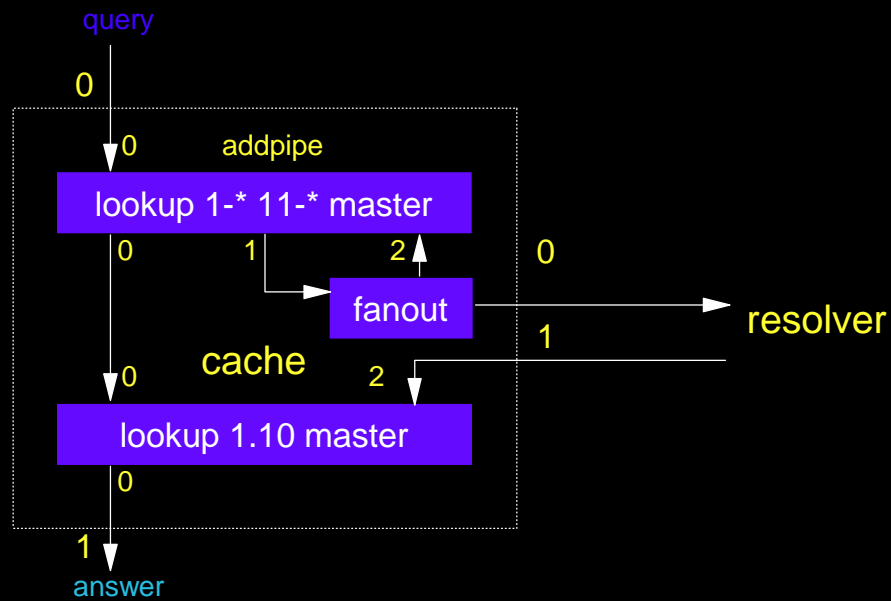 query
0
0
addpipe
lookup 1-* 11-* master
0
1
2
0
fanout
resolver
1
cache
0
2
lookup 1.10 master
0
1
answer